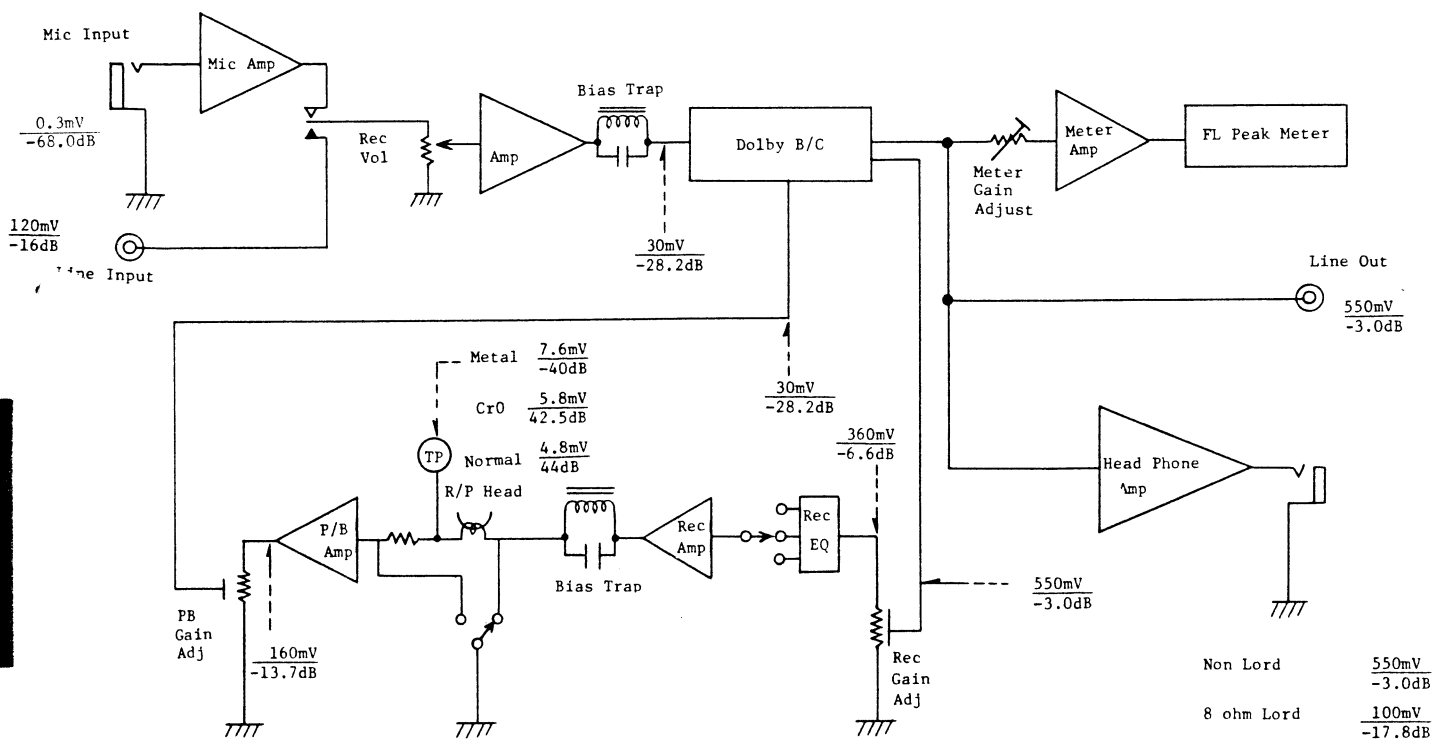 Mic Input
Mic Amp
0.3mV
-68.0dB
120mV
-16dB
Line Input
Rec
Vol
Amp
Bias Trap
30mV
-28.2dB
Dolby B/C
Meter
Gain
Adjust
Meter
Amp
FL Peak Meter
Line Out
550mV
-3.0dB
Metal 7.6mV
-40dB
CrO 5.8mV
42.5dB
Normal 4.8mV
44dB
TP
R/P Head
30mV
-28.2dB
360mV
-6.6dB
Head Phone
Amp
P/B
Amp
Bias Trap
Rec
Amp
Rec
EQ
550mV
-3.0dB
PB
Gain
Adj
160mV
-13.7dB
Rec
Gain
Adj
Non Lord 550mV
-3.0dB
8 ohm Lord 100mV
-17.8dB